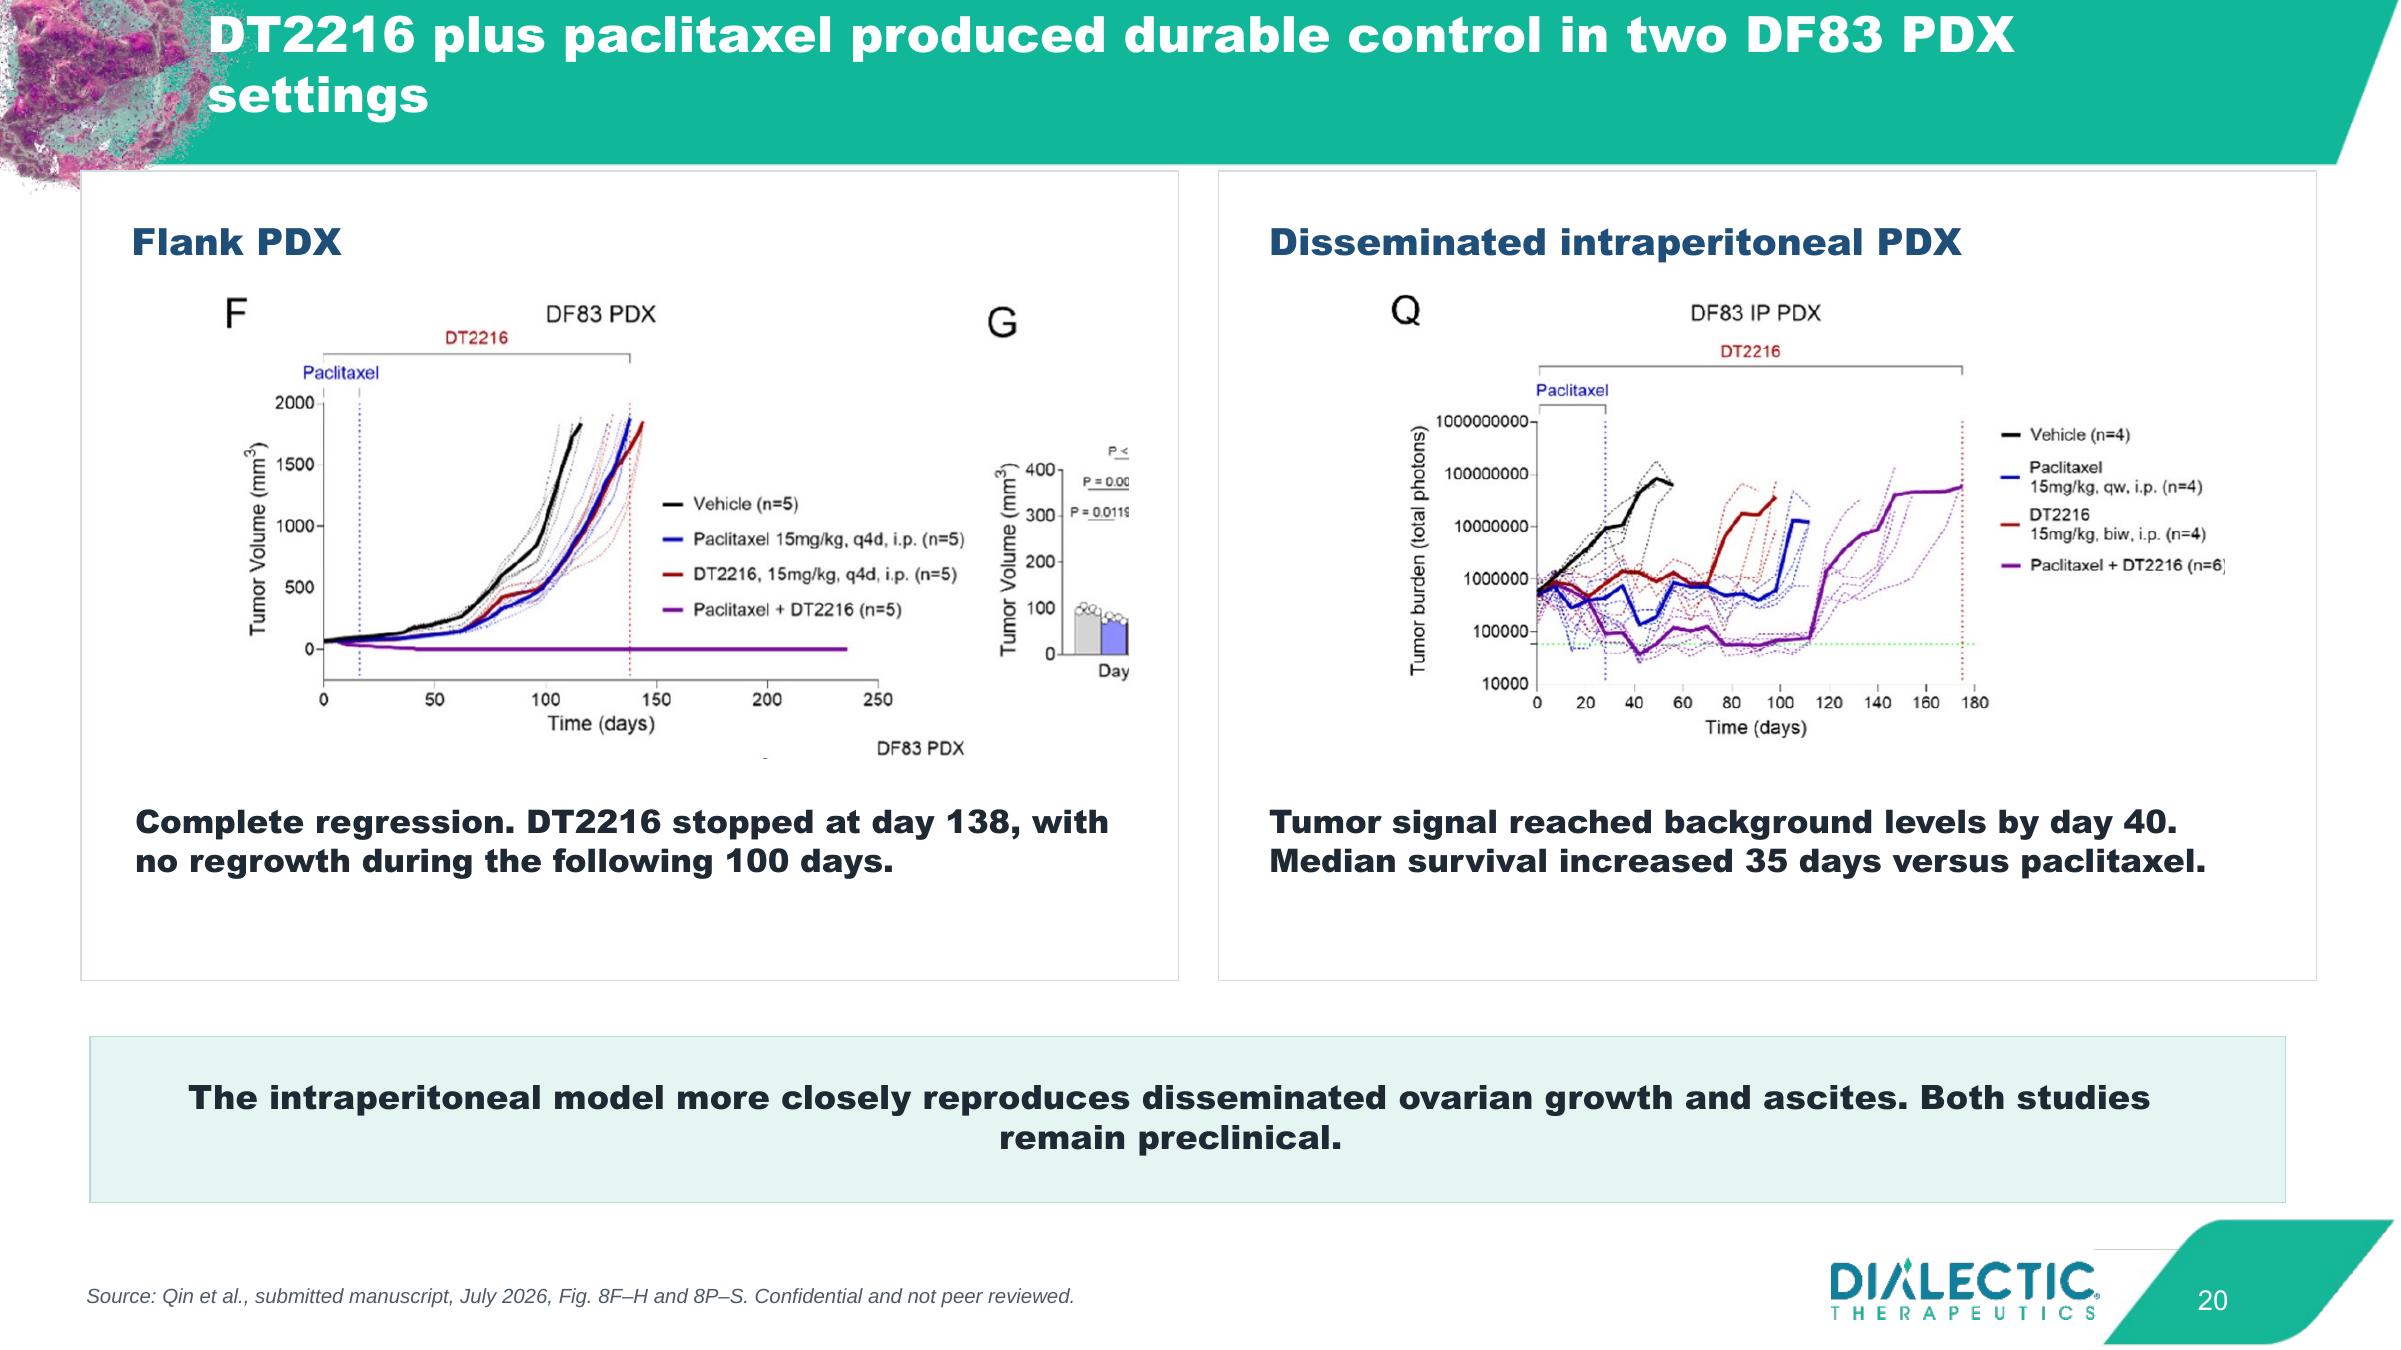 DT2216 plus paclitaxel produced durable control in two DF83 PDX
settings
Flank PDX
F
DF83 PDX
DT2216
Paclitaxel
2000
1500
1000
500
0
Tumor Volume (mm³)
0 50 100 150 200 250
Time (days)
Vehicle (n=5)
Paclitaxel 15mg/kg, q4d, i.p. (n=5)
DT2216, 15mg/kg, q4d, i.p. (n=5)
Paclitaxel + DT2216 (n=5)
DF83 PDX
G
P <
P = 0.00
P = 0.0119
400
300
200
100
0
Tumor Volume (mm³)
Day
Complete regression. DT2216 stopped at day 138, with
no regrowth during the following 100 days.
Disseminated intraperitoneal PDX
Q
DF83 IP PDX
DT2216
Paclitaxel
1000000000
100000000
10000000
1000000
100000
10000
Tumor burden (total photons)
0 20 40 60 80 100 120 140 160 180
Time (days)
Vehicle (n=4)
Paclitaxel
15mg/kg, qw, i.p. (n=4)
DT2216
15mg/kg, biw, i.p. (n=4)
Paclitaxel + DT2216 (n=6)
Tumor signal reached background levels by day 40.
Median survival increased 35 days versus paclitaxel.
The intraperitoneal model more closely reproduces disseminated ovarian growth and ascites. Both studies
remain preclinical.
Source: Qin et al., submitted manuscript, July 2026, Fig. 8F–H and 8P–S. Confidential and not peer reviewed.
DIALECTIC®
THERAPEUTICS
20